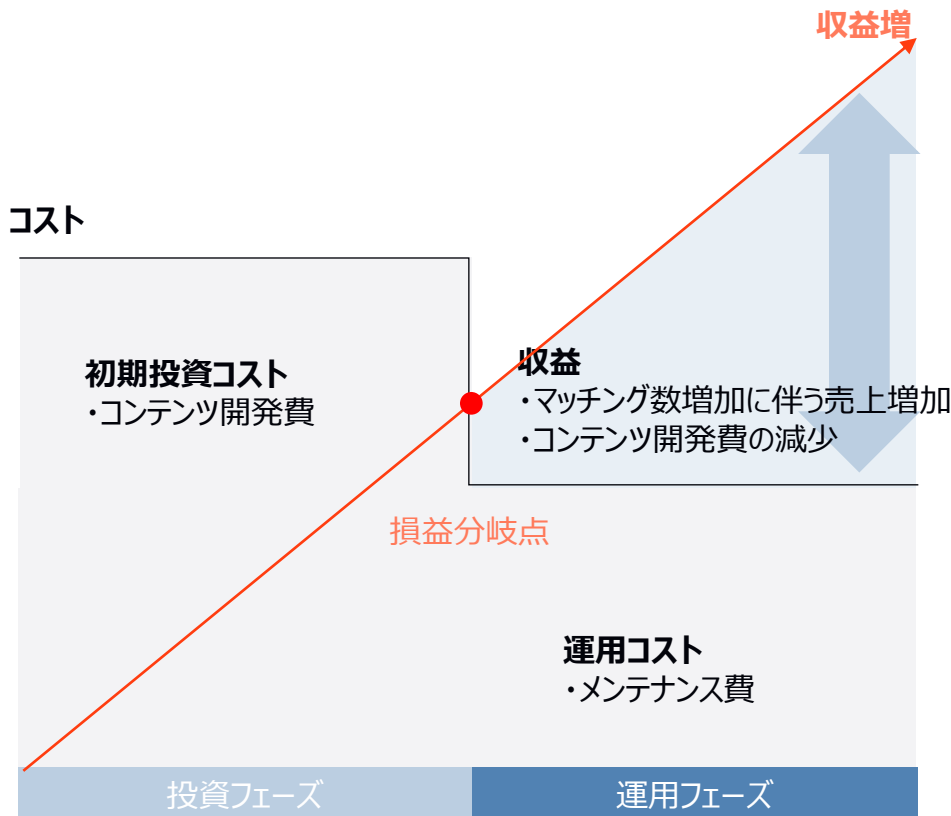 収益増
コスト
初期投資コスト
・コンテンツ開発費
収益
・マッチング数増加に伴う売上増加
・コンテンツ開発費の減少
損益分岐点
運用コスト
・メンテナンス費
投資フェーズ
運用フェーズ